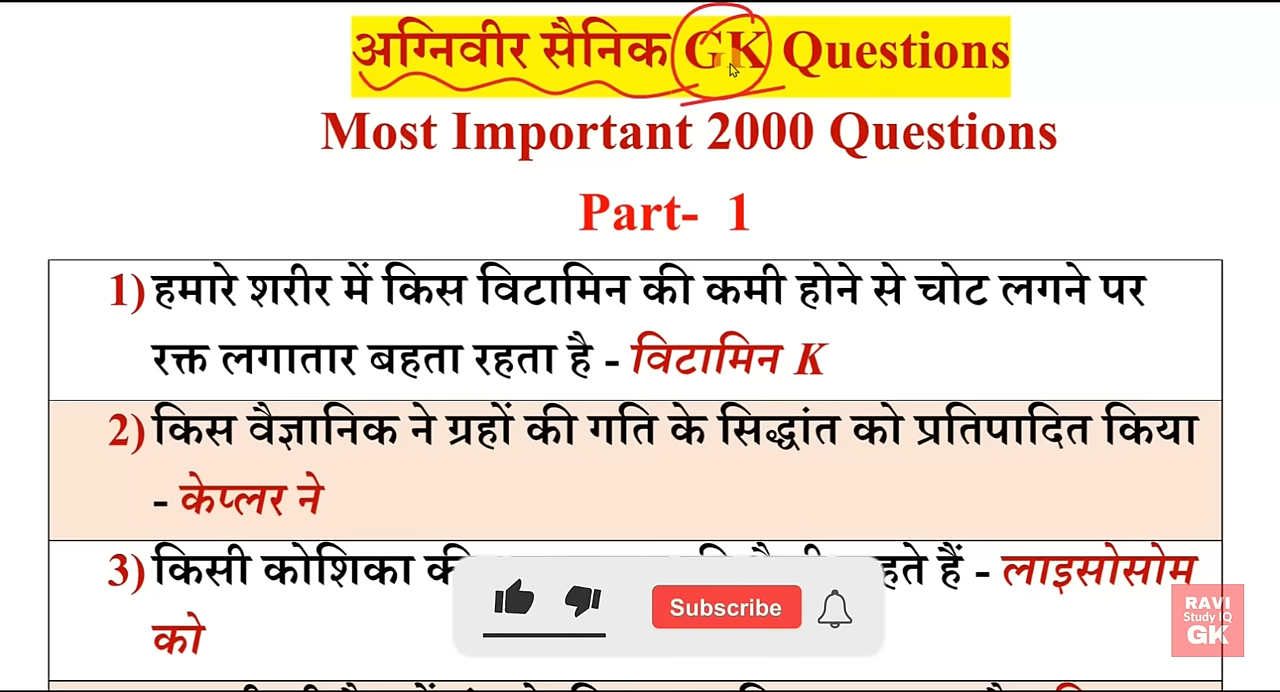 अग्निवीर सैनिक GK Questions
Most Important 2000 Questions
Part- 1
1) हमारे शरीर में किस विटामिन की कमी होने से चोट लगने पर
रक्त लगातार बहता रहता है - विटामिन K
2) किस वैज्ञानिक ने ग्रहों की गति के सिद्धांत को प्रतिपादित किया
- केप्लर ने
3) किसी कोशिका की हैं - लाइसोसोम
को
Subscribe
RAVI
Study IQ
GK